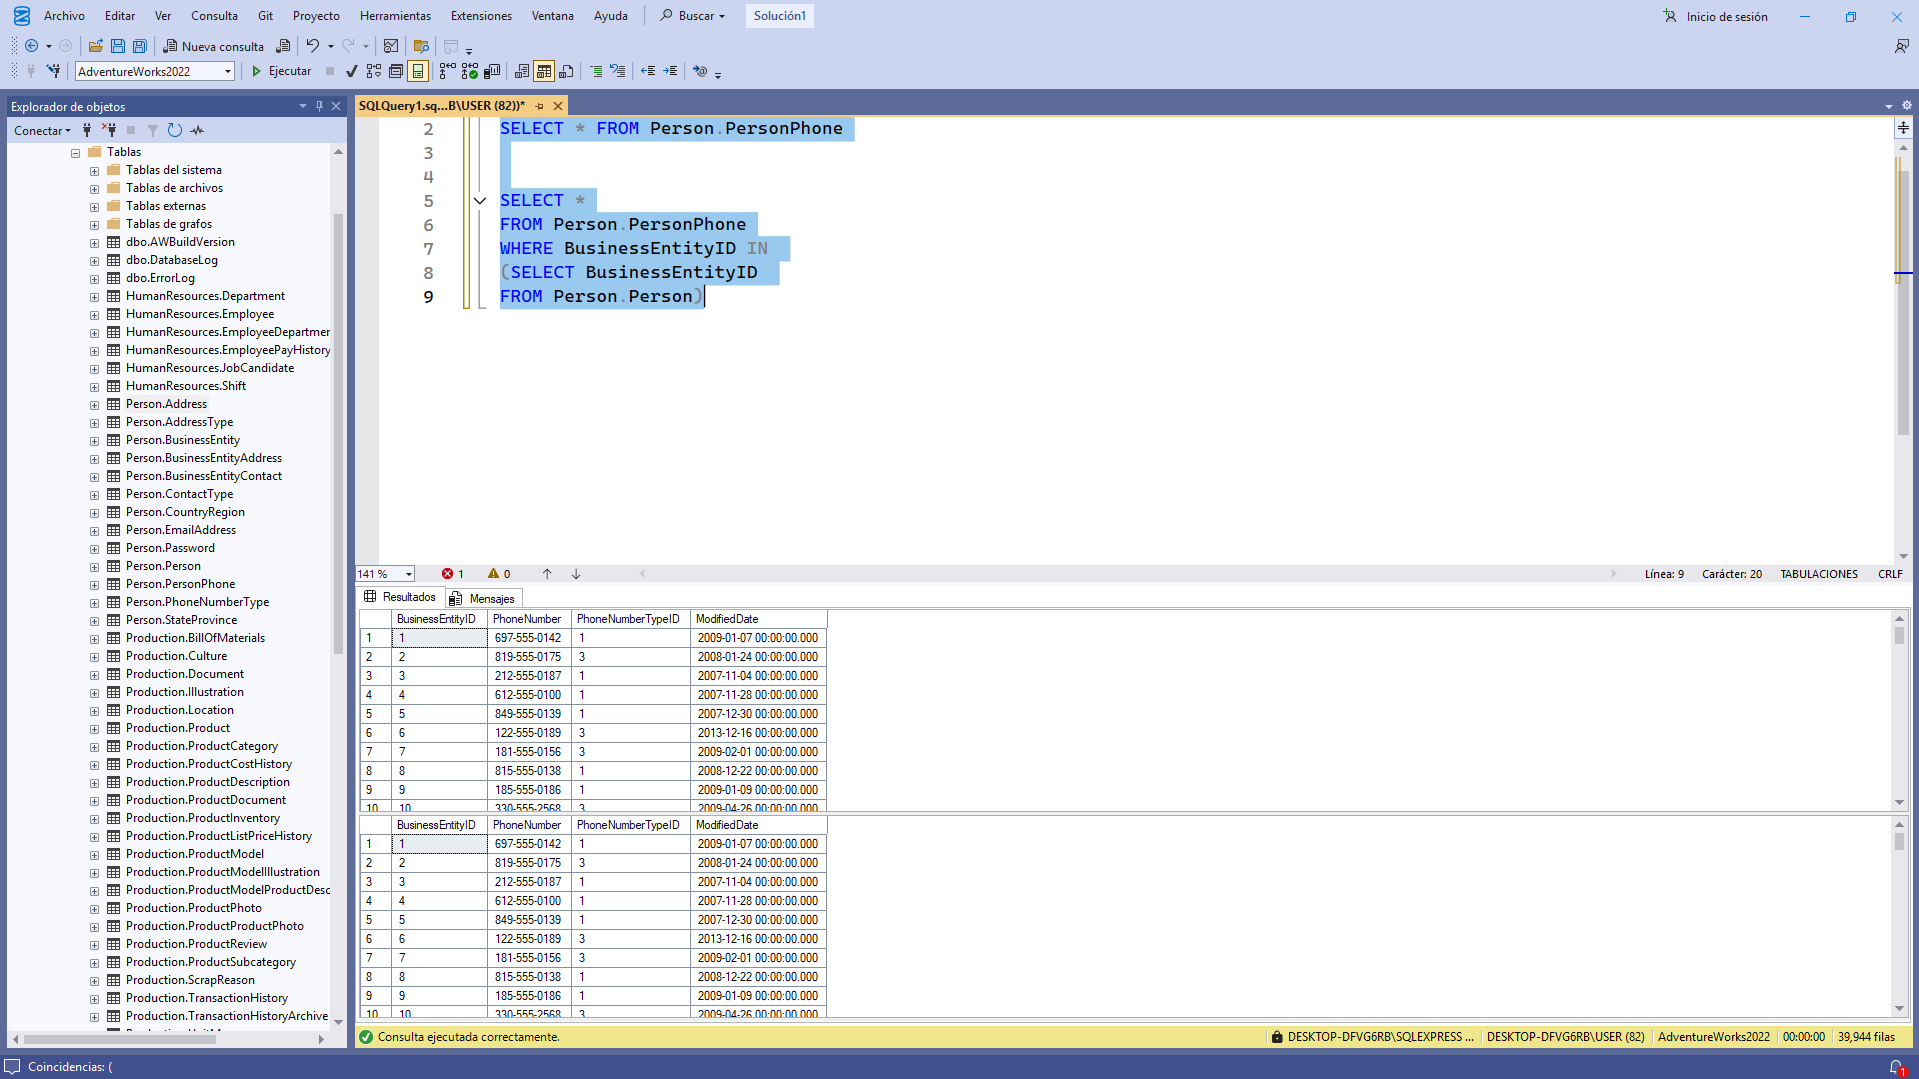 Archivo Editar Ver Consulta Git Proyecto Herramientas Extensiones Ventana Ayuda Buscar Solución1 Inicio de sesión
Nueva consulta
AdventureWorks2022 Ejecutar
Explorador de objetos
Conectar
Tablas
Tablas del sistema
Tablas de archivos
Tablas externas
Tablas de grafos
dbo.AWBuildVersion
dbo.DatabaseLog
dbo.ErrorLog
HumanResources.Department
HumanResources.Employee
HumanResources.EmployeeDepartmen
HumanResources.EmployeePayHistory
HumanResources.JobCandidate
HumanResources.Shift
Person.Address
Person.AddressType
Person.BusinessEntity
Person.BusinessEntityAddress
Person.BusinessEntityContact
Person.ContactType
Person.CountryRegion
Person.EmailAddress
Person.Password
Person.Person
Person.PersonPhone
Person.PhoneNumberType
Person.StateProvince
Production.BillOfMaterials
Production.Culture
Production.Document
Production.Illustration
Production.Location
Production.Product
Production.ProductCategory
Production.ProductCostHistory
Production.ProductDescription
Production.ProductDocument
Production.ProductInventory
Production.ProductListPriceHistory
Production.ProductModel
Production.ProductModelIllustration
Production.ProductModelProductDesc
Production.ProductPhoto
Production.ProductProductPhoto
Production.ProductReview
Production.ProductSubcategory
Production.ScrapReason
Production.TransactionHistory
Production.TransactionHistoryArchive
SQLQuery1.sq...B\USER (82))*
2 SELECT * FROM Person.PersonPhone
3
4
5 SELECT *
6 FROM Person.PersonPhone
7 WHERE BusinessEntityID IN
8 (SELECT BusinessEntityID
9 FROM Person.Person)
141 % 1 0 Línea: 9 Carácter: 20 TABULACIONES CRLF
Resultados Mensajes
BusinessEntityID PhoneNumber PhoneNumberTypeID ModifiedDate
1 1 697-555-0142 1 2009-01-07 00:00:00.000
2 2 819-555-0175 3 2008-01-24 00:00:00.000
3 3 212-555-0187 1 2007-11-04 00:00:00.000
4 4 612-555-0100 1 2007-11-28 00:00:00.000
5 5 849-555-0139 1 2007-12-30 00:00:00.000
6 6 122-555-0189 3 2013-12-16 00:00:00.000
7 7 181-555-0156 3 2009-02-01 00:00:00.000
8 8 815-555-0138 1 2008-12-22 00:00:00.000
9 9 185-555-0186 1 2009-01-09 00:00:00.000
10 10 330-555-2568 3 2009-04-26 00:00:00.000
BusinessEntityID PhoneNumber PhoneNumberTypeID ModifiedDate
1 1 697-555-0142 1 2009-01-07 00:00:00.000
2 2 819-555-0175 3 2008-01-24 00:00:00.000
3 3 212-555-0187 1 2007-11-04 00:00:00.000
4 4 612-555-0100 1 2007-11-28 00:00:00.000
5 5 849-555-0139 1 2007-12-30 00:00:00.000
6 6 122-555-0189 3 2013-12-16 00:00:00.000
7 7 181-555-0156 3 2009-02-01 00:00:00.000
8 8 815-555-0138 1 2008-12-22 00:00:00.000
9 9 185-555-0186 1 2009-01-09 00:00:00.000
10 10 330-555-2568 3 2009-04-26 00:00:00.000
Consulta ejecutada correctamente. DESKTOP-DFVG6RB\SQLEXPRESS ... DESKTOP-DFVG6RB\USER (82) AdventureWorks2022 00:00:00 39,944 filas
Coincidencias: ( 1